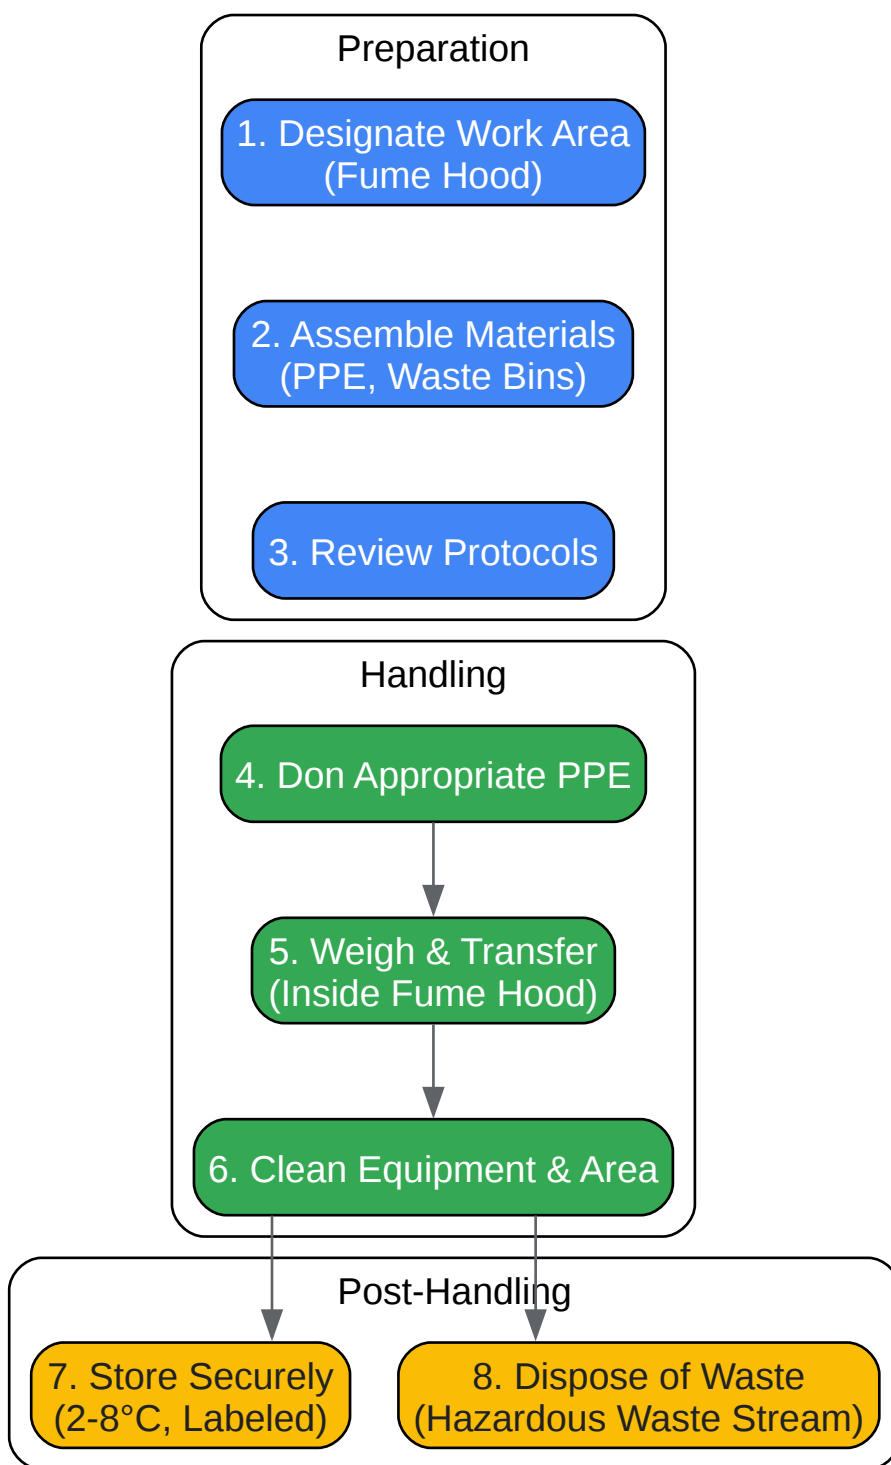 Preparation
1. Designate Work Area
(Fume Hood)
2. Assemble Materials
(PPE, Waste Bins)
3. Review Protocols
Handling
4. Don Appropriate PPE
5. Weigh & Transfer
(Inside Fume Hood)
6. Clean Equipment & Area
Post-Handling
7. Store Securely
(2-8°C, Labeled)
8. Dispose of Waste
(Hazardous Waste Stream)